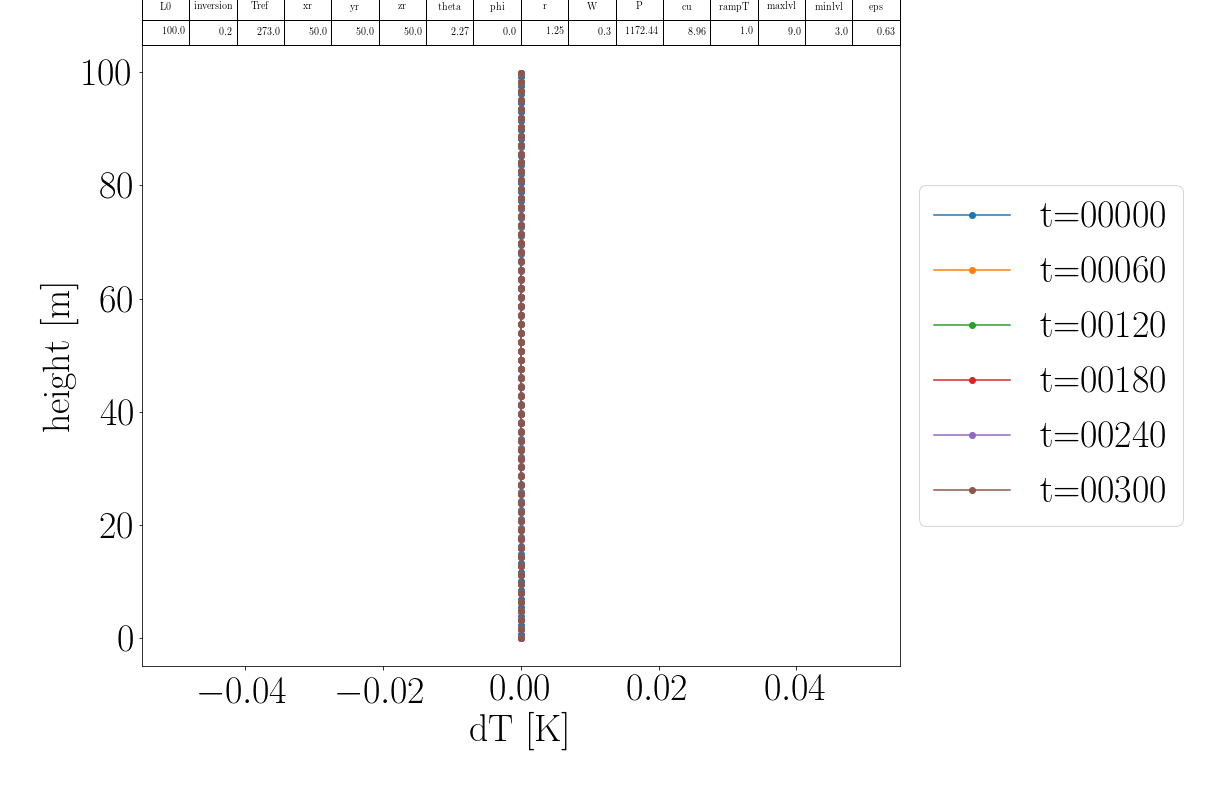 L0 inversion Tref xr yr zr theta phi r W P cu rampT maxlvl minlvl eps
100.0 0.2 273.0 50.0 50.0 50.0 2.27 0.0 1.25 0.3 1172.44 8.96 1.0 9.0 3.0 0.63
100
80
60
40
20
0
height [m]
−0.04 −0.02 0.00 0.02 0.04
dT [K]
t=00000
t=00060
t=00120
t=00180
t=00240
t=00300